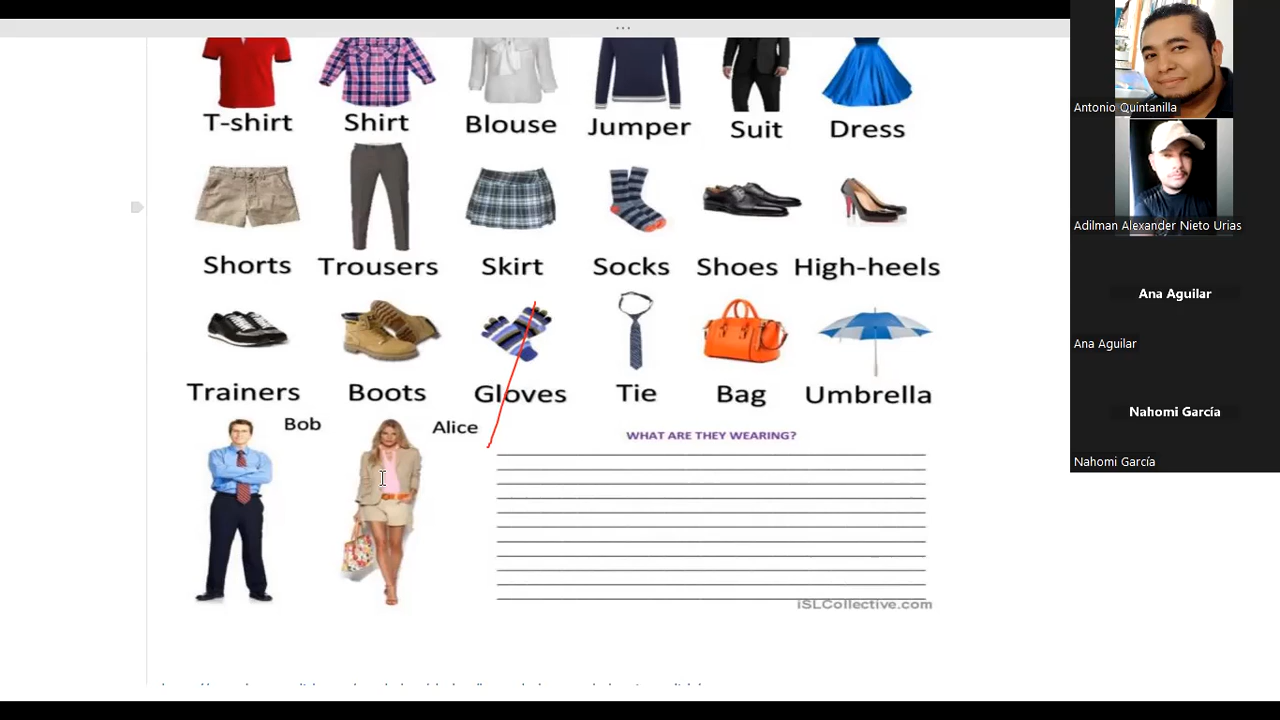 T-shirt Shirt Blouse Jumper Suit Dress
Shorts Trousers Skirt Socks Shoes High-heels
Trainers Boots Gloves Tie Bag Umbrella
Bob Alice
WHAT ARE THEY WEARING?
iSLCollective.com
Antonio Quintanilla
Adilman Alexander Nieto Urias
Ana Aguilar
Ana Aguilar
Nahomi García
Nahomi García